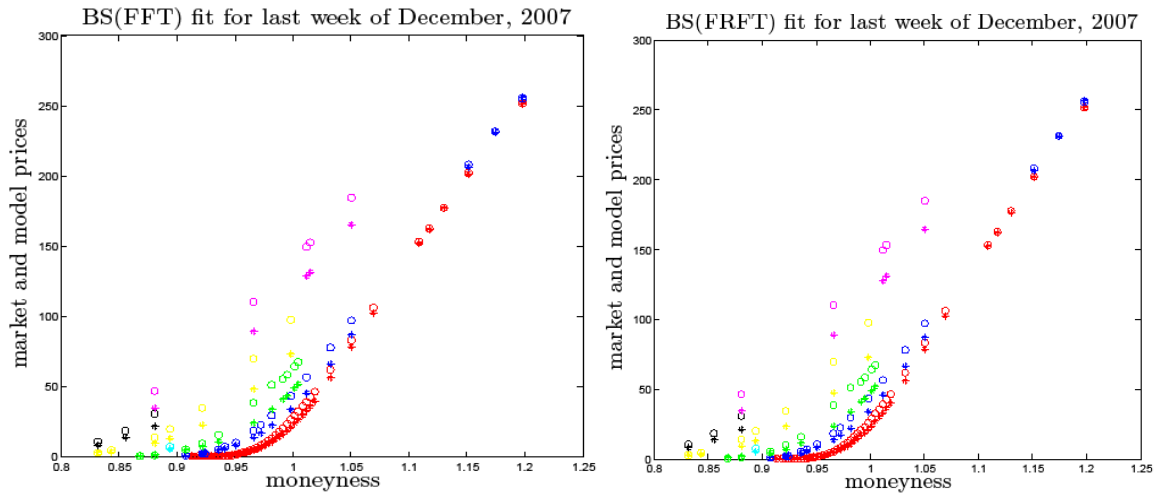 BS(FFT) fit for last week of December, 2007
market and model prices
300
250
200
150
100
50
0
0.8 0.85 0.9 0.95 1 1.05 1.1 1.15 1.2 1.25
moneyness
BS(FRFT) fit for last week of December, 2007
market and model prices
300
250
200
150
100
50
0
0.8 0.85 0.9 0.95 1 1.05 1.1 1.15 1.2 1.25
moneyness